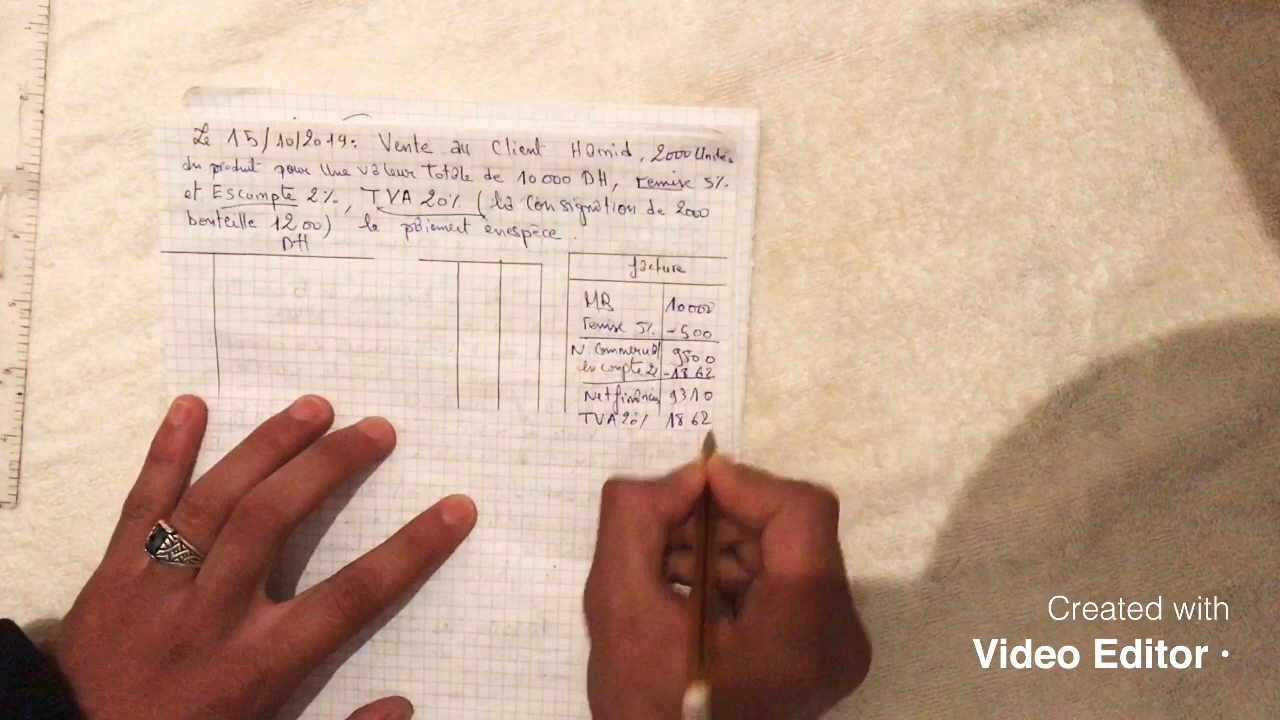 Le 15/10/2019: Vente au Client Hamid, 2000 Unités
du produit pour Une valeur Totale de 10 000 DH, remise 5%
et Escompte 2%, TVA 20% (la Consignation de 2000
bouteille 1200) le paiement en espèce.
DH
facture
MB 10000
remise 5% -500
N. Commercial 9500
escompte 2% -1862
Net financier 9310
TVA 20% 1862
Created with
Video Editor